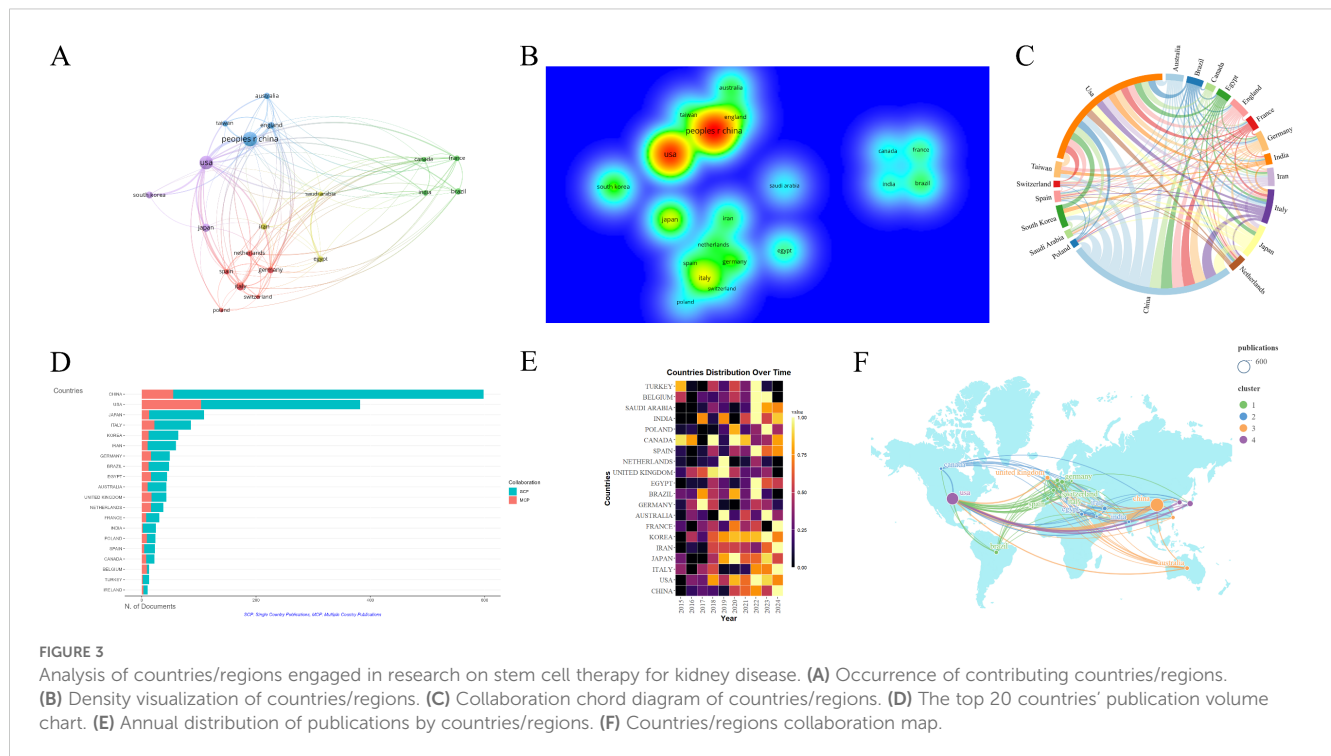 A
australia
taiwan
england
peoples r china
usa
canada
france
south korea
saudi arabia
india
brazil
japan
iran
netherlands
egypt
spain
germany
italy
switzerland
poland
B
australia
taiwan
england
peoples r china
usa
canada
france
south korea
saudi arabia
india
brazil
japan
iran
netherlands
egypt
spain
germany
italy
switzerland
poland
C
Australia
Brazil
Canada
Egypt
England
France
Germany
India
Iran
Italy
Japan
Netherlands
China
Poland
Saudi Arabia
South Korea
Spain
Switzerland
Taiwan
Usa
D
Countries
CHINA
USA
JAPAN
ITALY
KOREA
IRAN
GERMANY
BRAZIL
EGYPT
AUSTRALIA
UNITED KINGDOM
NETHERLANDS
FRANCE
INDIA
POLAND
SPAIN
CANADA
BELGIUM
TURKEY
IRELAND
0 200 400 600
N. of Documents
SCP: Single Country Publications, MCP: Multiple Country Publications
Collaboration
SCP
MCP
E
Countries Distribution Over Time
Countries
TURKEY
BELGIUM
SAUDI ARABIA
INDIA
POLAND
CANADA
SPAIN
NETHERLANDS
UNITED KINGDOM
EGYPT
BRAZIL
GERMANY
AUSTRALIA
FRANCE
KOREA
IRAN
JAPAN
ITALY
USA
CHINA
2015 2016 2017 2018 2019 2020 2021 2022 2023 2024
Year
1.00
0.75
0.50
0.25
0.00
F
canada
united kingdom
germany
switzerland
usa
china
brazil
australia
publications
600
cluster
1
2
3
4
FIGURE 3
Analysis of countries/regions engaged in research on stem cell therapy for kidney disease. (A) Occurrence of contributing countries/regions.
(B) Density visualization of countries/regions. (C) Collaboration chord diagram of countries/regions. (D) The top 20 countries' publication volume
chart. (E) Annual distribution of publications by countries/regions. (F) Countries/regions collaboration map.